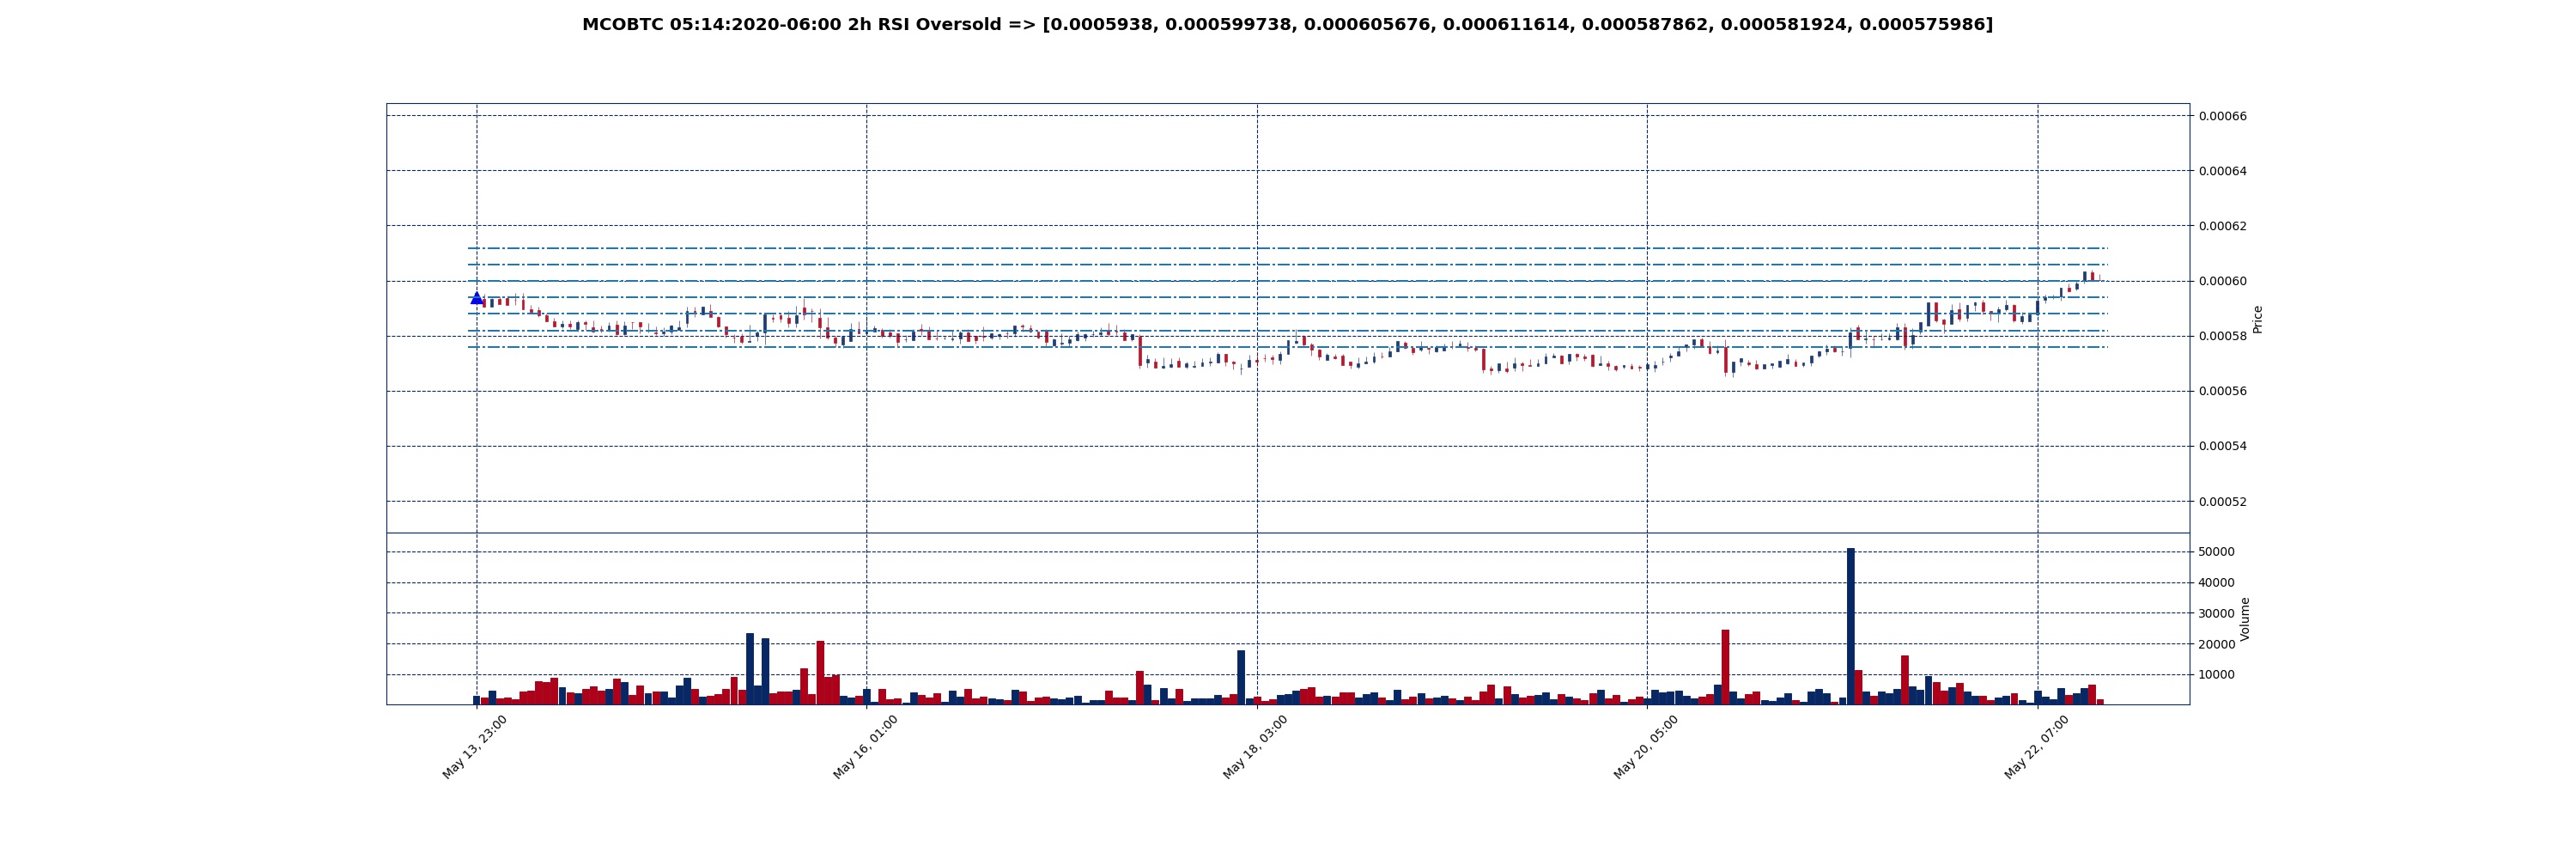 MCOBTC 05:14:2020-06:00 2h RSI Oversold => [0.0005938, 0.000599738, 0.000605676, 0.000611614, 0.000587862, 0.000581924, 0.000575986]
0.00066
0.00064
0.00062
0.00060
0.00058
0.00056
0.00054
0.00052
Price
50000
40000
30000
20000
10000
Volume
May 13, 23:00
May 16, 01:00
May 18, 03:00
May 20, 05:00
May 22, 07:00